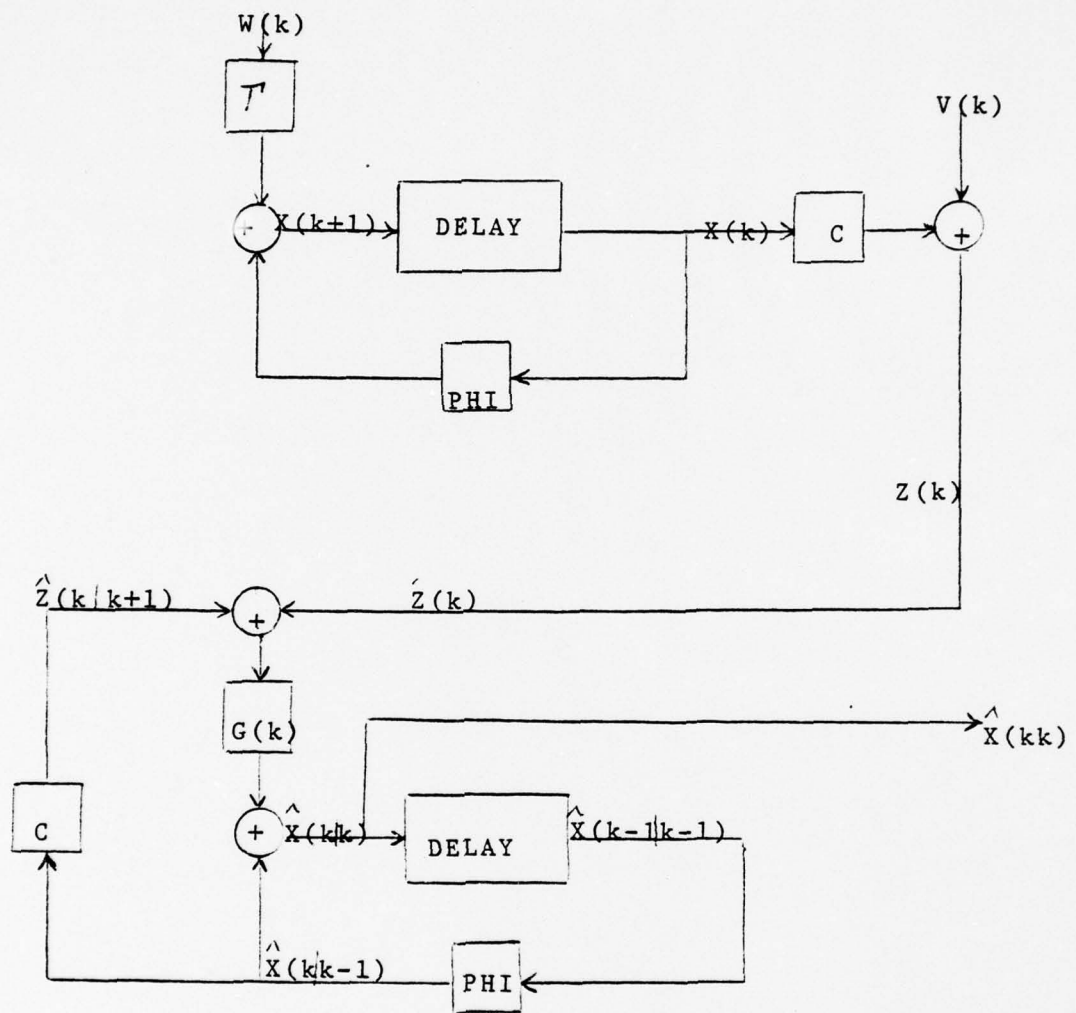 W(k)
Γ
V(k)
+ X(k+1) DELAY X(k) C +
PHI
Z(k)
Ẑ(k|k+1) + Z(k)
G(k)
X̂(kk)
C + X̂(k|k) DELAY X̂(k-1|k-1)
X̂(k|k-1) PHI